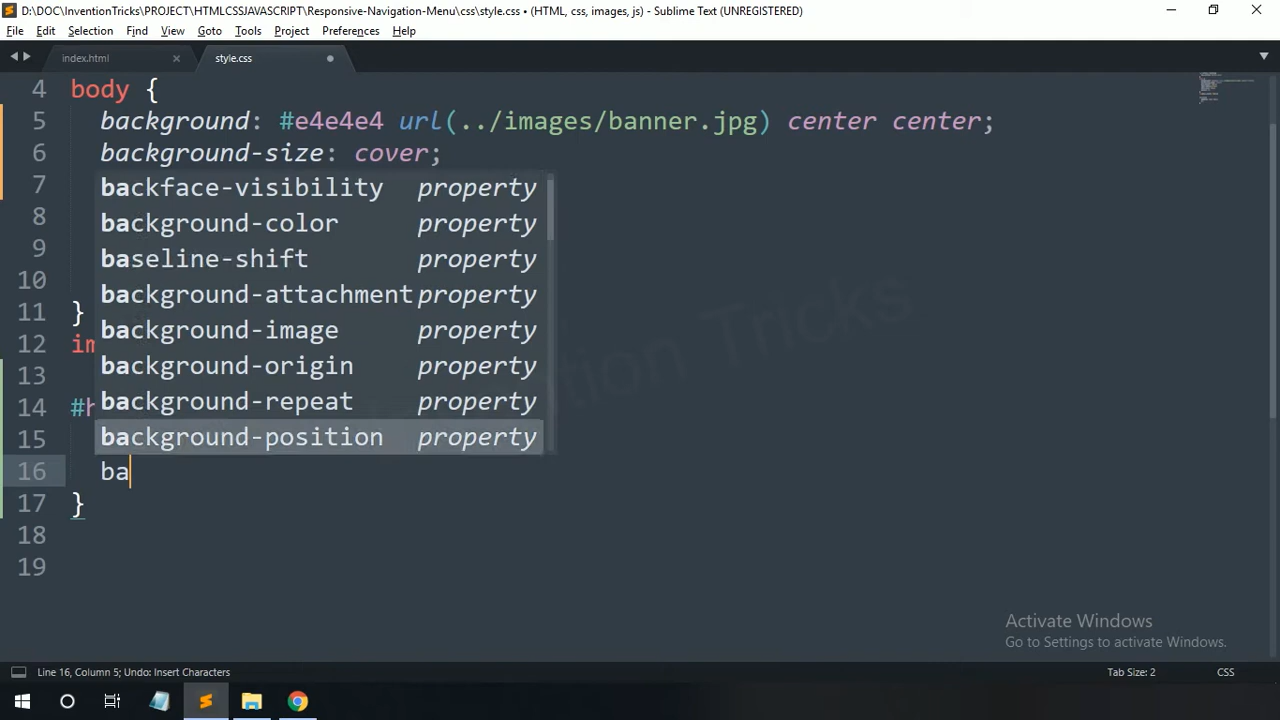 D:\DOC\InventionTricks\PROJECT\HTMLCSSJAVASCRIPT\Responsive-Navigation-Menu\css\style.css • (HTML, css, images, js) - Sublime Text (UNREGISTERED)
File Edit Selection Find View Goto Tools Project Preferences Help
index.html style.css
4 body {
5 background: #e4e4e4 url(../images/banner.jpg) center center;
6 background-size: cover;
7 backface-visibility property
8 background-color property
9 baseline-shift property
10 background-attachment property
11 } background-image property
12 im background-origin property
13 background-repeat property
14 #h background-position property
15
16 ba
17 }
18
19
Invention Tricks
Activate Windows
Go to Settings to activate Windows.
Line 16, Column 5; Undo: Insert Characters Tab Size: 2 CSS